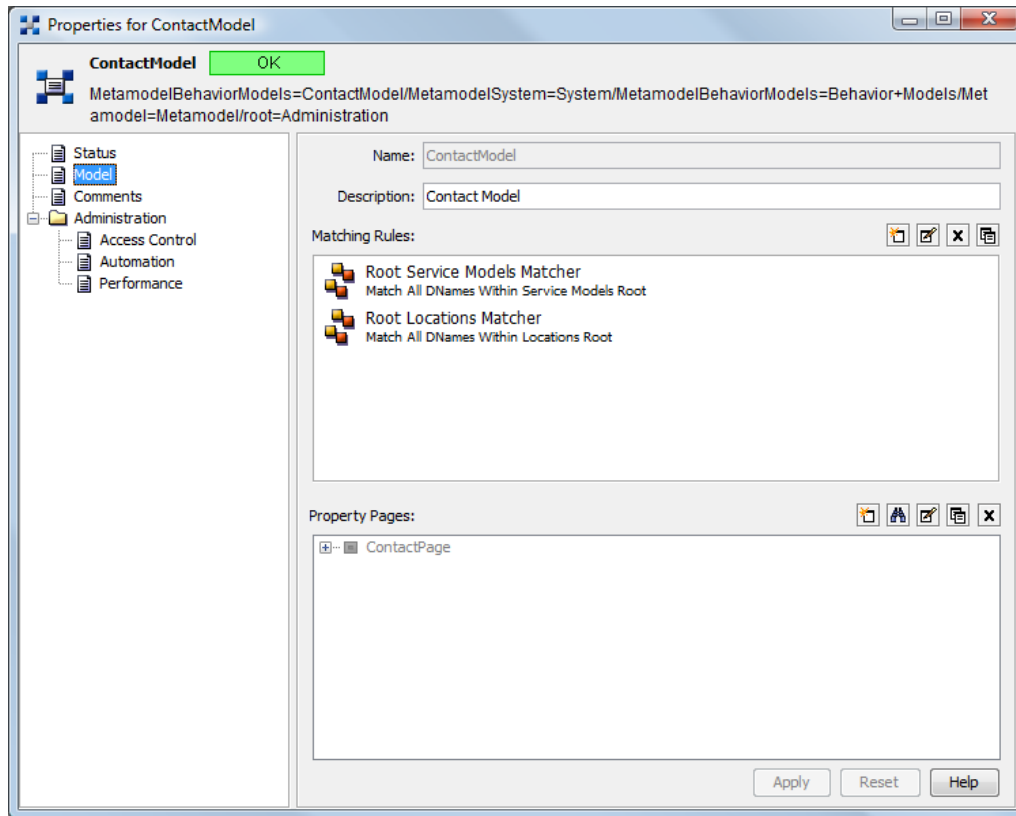 Properties for ContactModel
ContactModel OK
MetamodelBehaviorModels=ContactModel/MetamodelSystem=System/MetamodelBehaviorModels=Behavior+Models/Met
amodel=Metamodel/root=Administration
Status
Model
Comments
Administration
Access Control
Automation
Performance
Name: ContactModel
Description: Contact Model
Matching Rules:
Root Service Models Matcher
Match All DNames Within Service Models Root
Root Locations Matcher
Match All DNames Within Locations Root
Property Pages:
ContactPage
Apply Reset Help